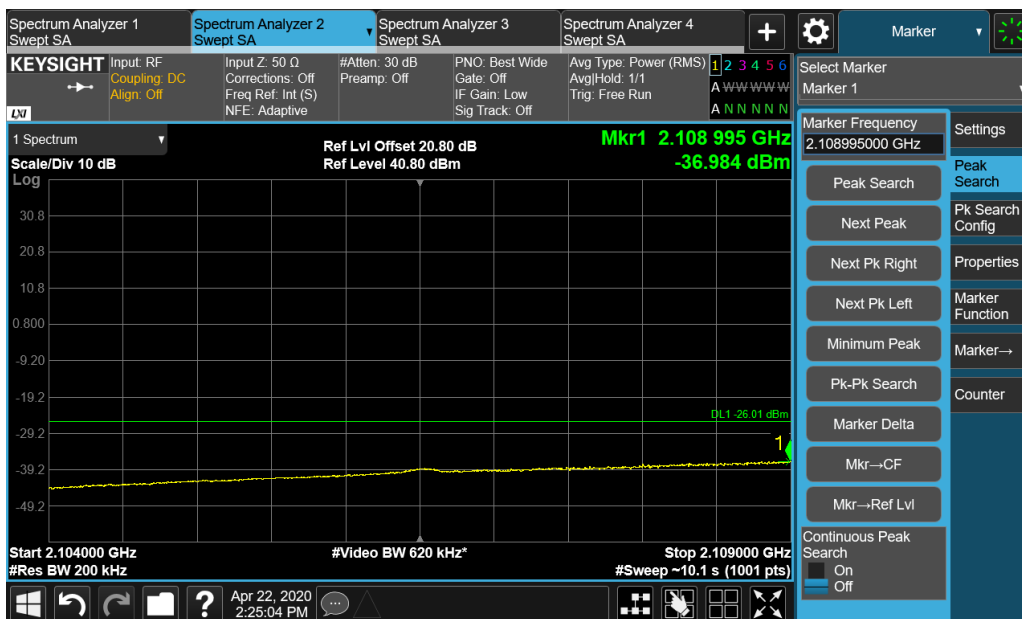 Spectrum Analyzer 1
Swept SA
Spectrum Analyzer 2
Swept SA
Spectrum Analyzer 3
Swept SA
Spectrum Analyzer 4
Swept SA
+
Marker
KEYSIGHT
LXI
Input: RF
Coupling: DC
Align: Off
Input Z: 50 Ω
Corrections: Off
Freq Ref: Int (S)
NFE: Adaptive
#Atten: 30 dB
Preamp: Off
PNO: Best Wide
Gate: Off
IF Gain: Low
Sig Track: Off
Avg Type: Power (RMS)
Avg|Hold: 1/1
Trig: Free Run
1 2 3 4 5 6
A W W W W W
A N N N N N
Select Marker
Marker 1
1 Spectrum
Scale/Div 10 dB
Ref Lvl Offset 20.80 dB
Ref Level 40.80 dBm
Mkr1 2.108 995 GHz
-36.984 dBm
Log
30.8
20.8
10.8
0.800
-9.20
-19.2
-29.2
-39.2
-49.2
DL1 -26.01 dBm
1
Start 2.104000 GHz
#Res BW 200 kHz
#Video BW 620 kHz*
Stop 2.109000 GHz
#Sweep ~10.1 s (1001 pts)
Marker Frequency
2.108995000 GHz
Peak Search
Next Peak
Next Pk Right
Next Pk Left
Minimum Peak
Pk-Pk Search
Marker Delta
Mkr→CF
Mkr→Ref Lvl
Continuous Peak
Search
On
Off
Settings
Peak
Search
Pk Search
Config
Properties
Marker
Function
Marker→
Counter
?
Apr 22, 2020
2:25:04 PM